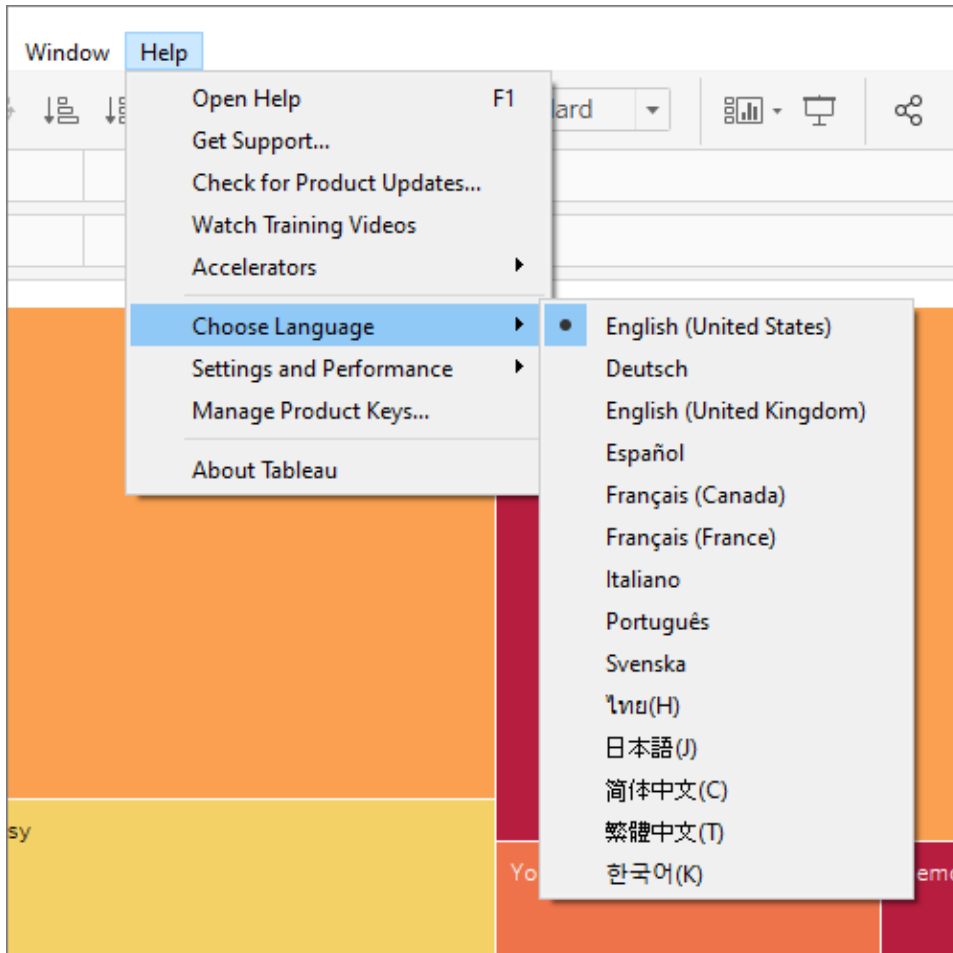 Window Help
Open Help F1
Get Support...
Check for Product Updates...
Watch Training Videos
Accelerators
Choose Language
Settings and Performance
Manage Product Keys...
About Tableau
English (United States)
Deutsch
English (United Kingdom)
Español
Français (Canada)
Français (France)
Italiano
Português
Svenska
ไทย(H)
日本語(J)
简体中文(C)
繁體中文(T)
한국어(K)
sy
Yo